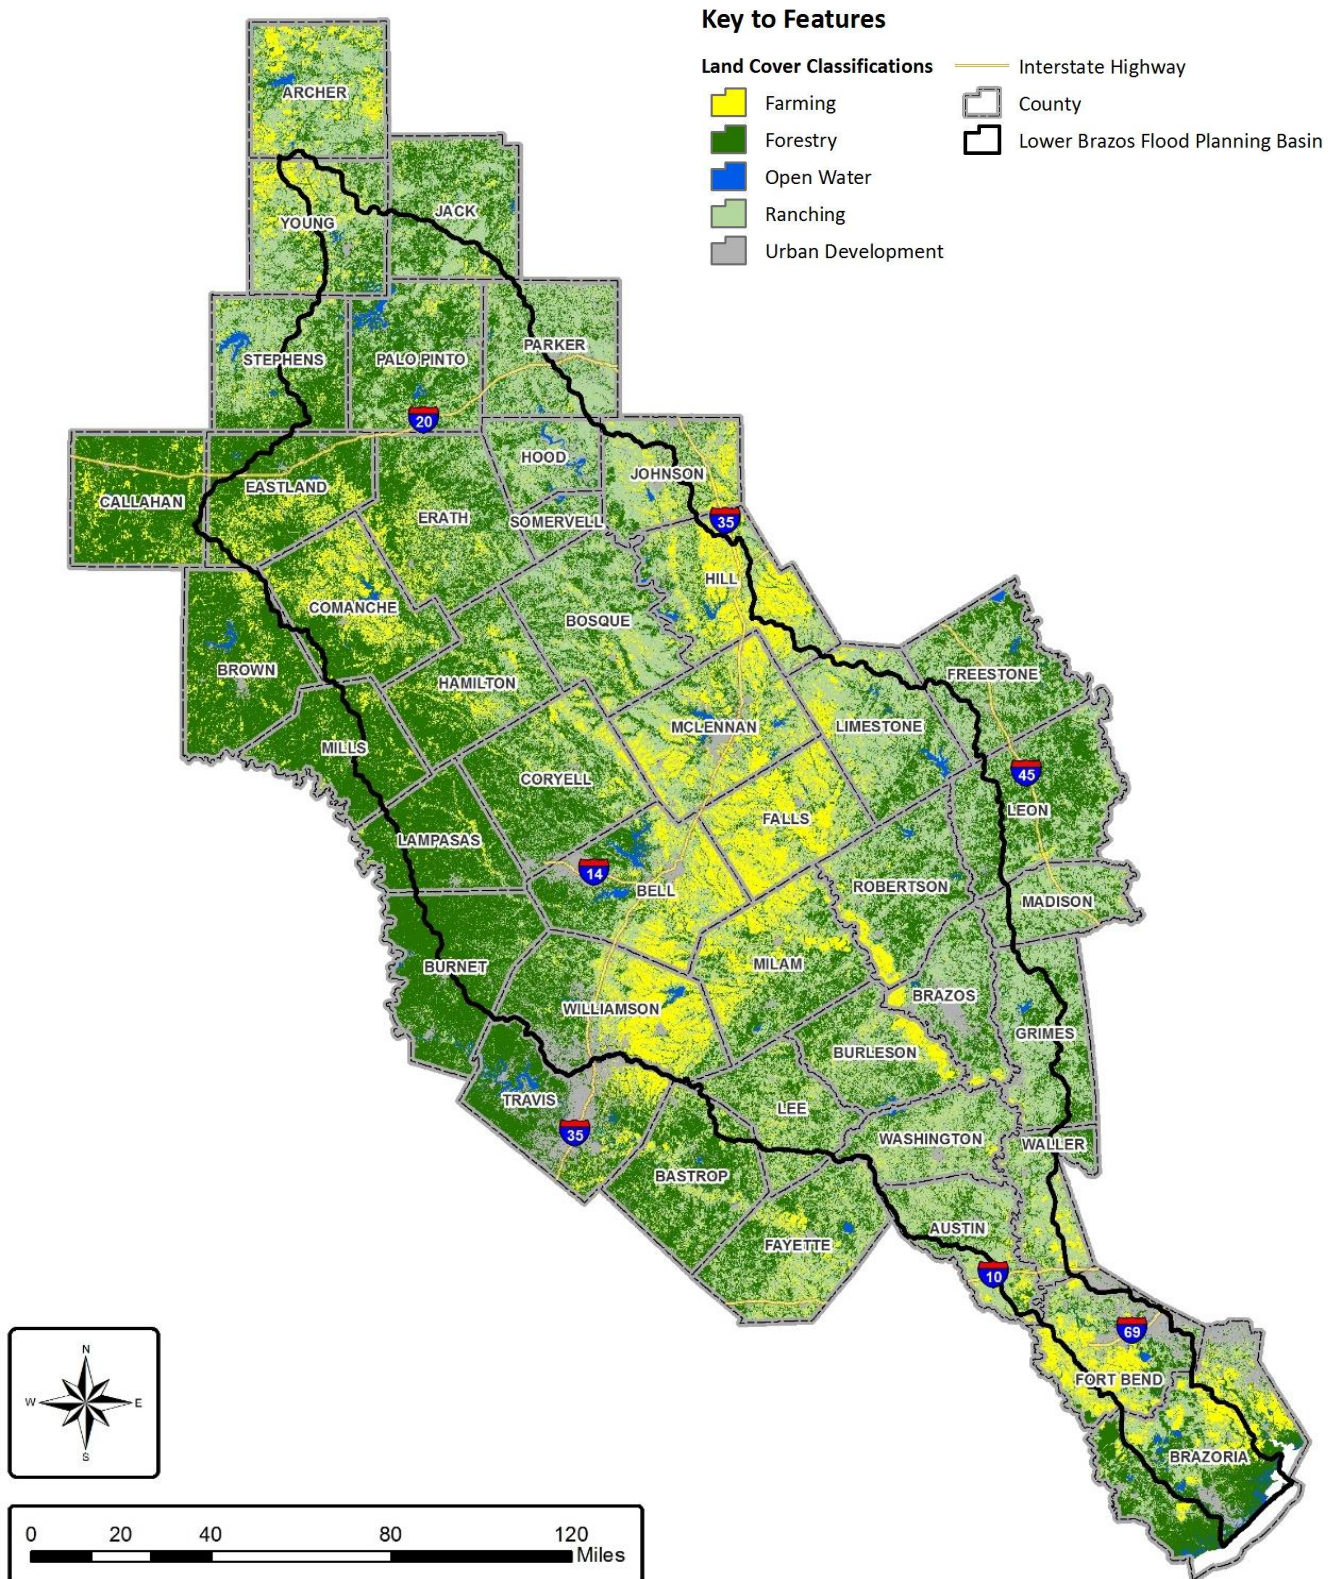 Key to Features
Land Cover Classifications
Farming
Forestry
Open Water
Ranching
Urban Development
Interstate Highway
County
Lower Brazos Flood Planning Basin
ARCHER
YOUNG
JACK
STEPHENS
PALO PINTO
PARKER
20
CALLAHAN
EASTLAND
ERATH
HOOD
SOMERVELL
JOHNSON
35
HILL
COMANCHE
BOSQUE
BROWN
HAMILTON
MCLENNAN
LIMESTONE
FREESTONE
MILLS
CORYELL
FALLS
45
LEON
LAMPASAS
14
BELL
ROBERTSON
MADISON
BURNET
WILLIAMSON
MILAM
BRAZOS
GRIMES
BURLESON
TRAVIS
35
LEE
WASHINGTON
WALLER
BASTROP
FAYETTE
AUSTIN
10
69
FORT BEND
BRAZORIA
N
W E
S
0 20 40 80 120
Miles